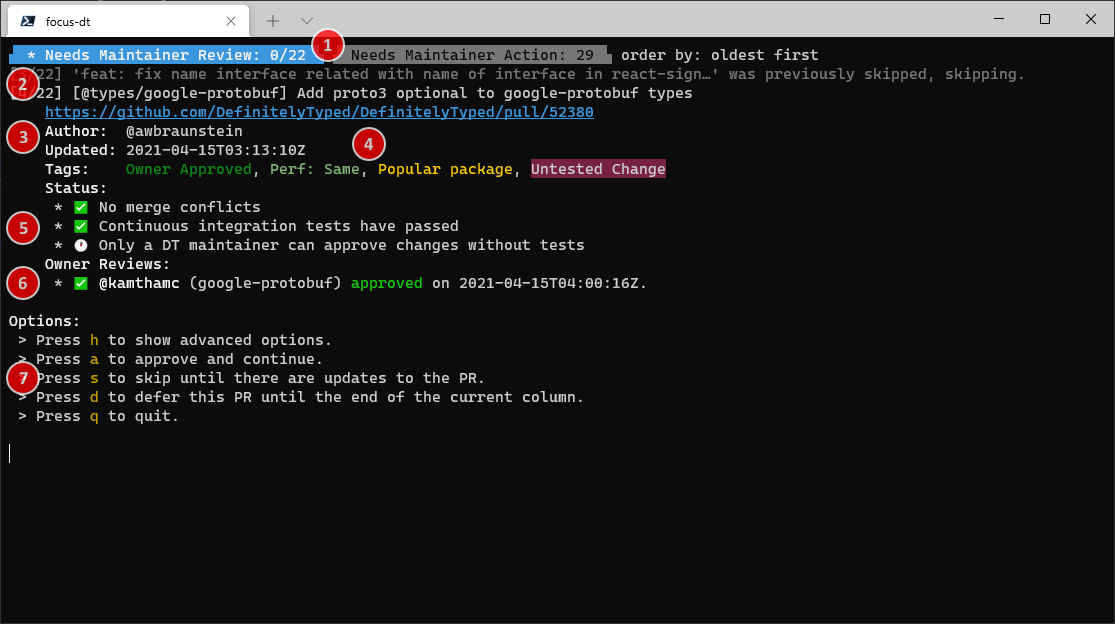 focus-dt
* Needs Maintainer Review: 0/22 1 Needs Maintainer Action: 29 order by: oldest first
/22] 'feat: fix name interface related with name of interface in react-sign…' was previously skipped, skipping.
2
/22] [@types/google-protobuf] Add proto3 optional to google-protobuf types
https://github.com/DefinitelyTyped/DefinitelyTyped/pull/52380
3 Author: @awbraunstein
4
Updated: 2021-04-15T03:13:10Z
Tags: Owner Approved, Perf: Same, Popular package, Untested Change
Status:
* ✅ No merge conflicts
5 * ✅ Continuous integration tests have passed
* 🕐 Only a DT maintainer can approve changes without tests
Owner Reviews:
6 * ✅ @kamthamc (google-protobuf) approved on 2021-04-15T04:00:16Z.
Options:
> Press h to show advanced options.
> Press a to approve and continue.
7 Press s to skip until there are updates to the PR.
> Press d to defer this PR until the end of the current column.
> Press q to quit.